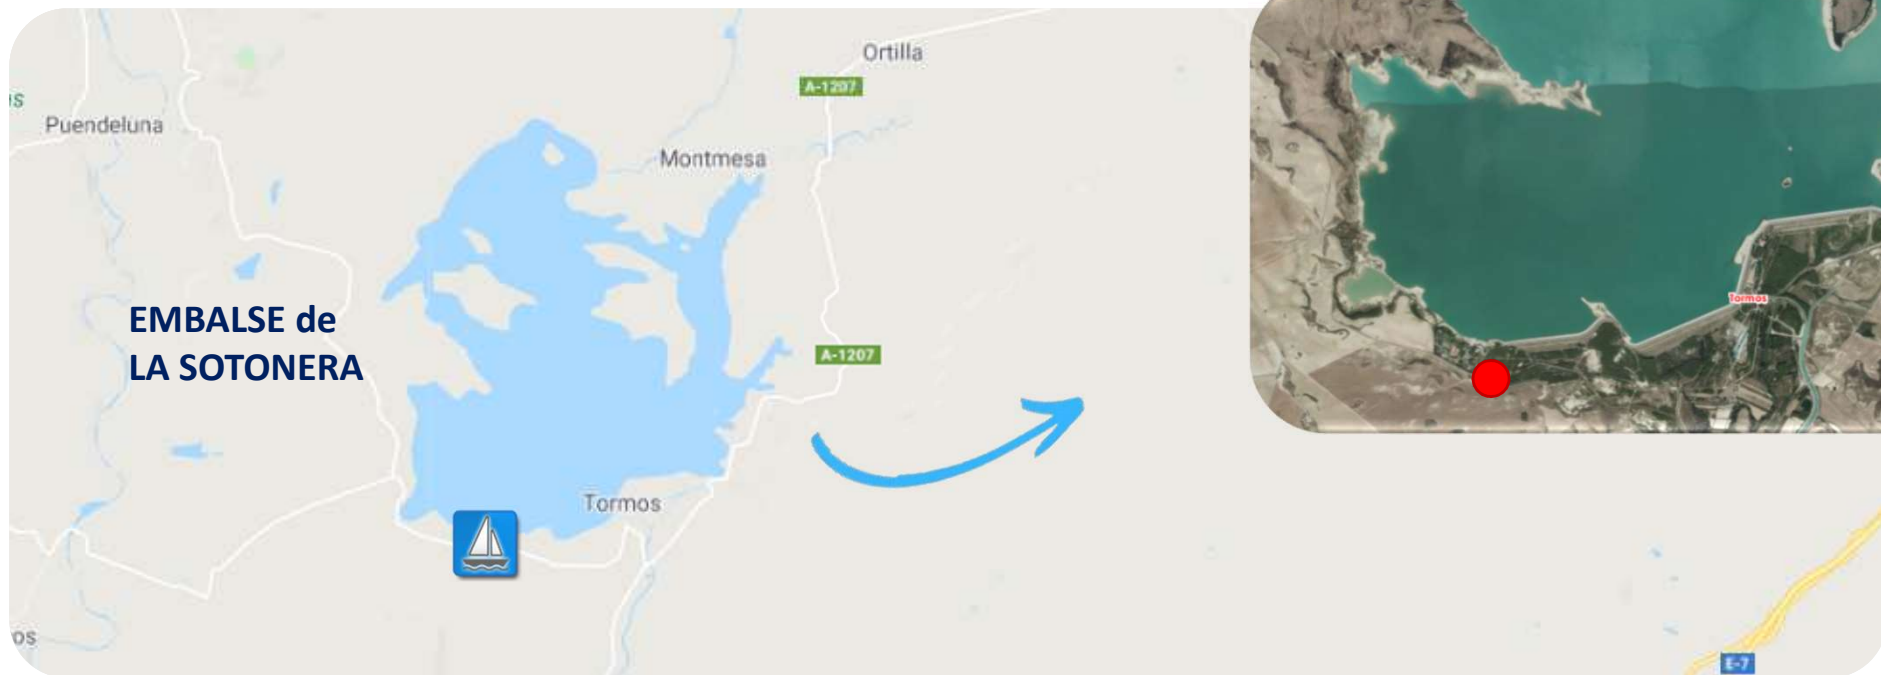 Ortilla
A-1207
Puendeluna
Montmesa
EMBALSE de
LA SOTONERA
A-1207
Tormos
Tormos
E-7